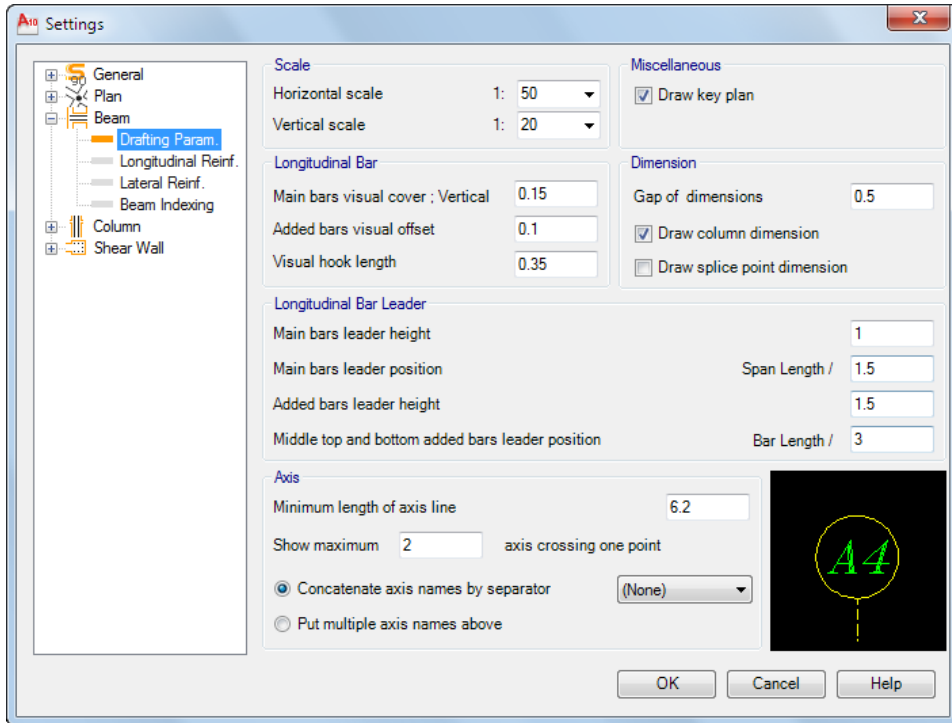 A10 Settings
S90 General
Plan
Beam
Drafting Param.
Longitudinal Reinf.
Lateral Reinf.
Beam Indexing
Column
Shear Wall
Scale
Horizontal scale 1: 50
Vertical scale 1: 20
Miscellaneous
Draw key plan
Longitudinal Bar
Main bars visual cover ; Vertical 0.15
Added bars visual offset 0.1
Visual hook length 0.35
Dimension
Gap of dimensions 0.5
Draw column dimension
Draw splice point dimension
Longitudinal Bar Leader
Main bars leader height 1
Main bars leader position Span Length / 1.5
Added bars leader height 1.5
Middle top and bottom added bars leader position Bar Length / 3
Axis
Minimum length of axis line 6.2
Show maximum 2 axis crossing one point
Concatenate axis names by separator (None)
Put multiple axis names above
A4
OK Cancel Help